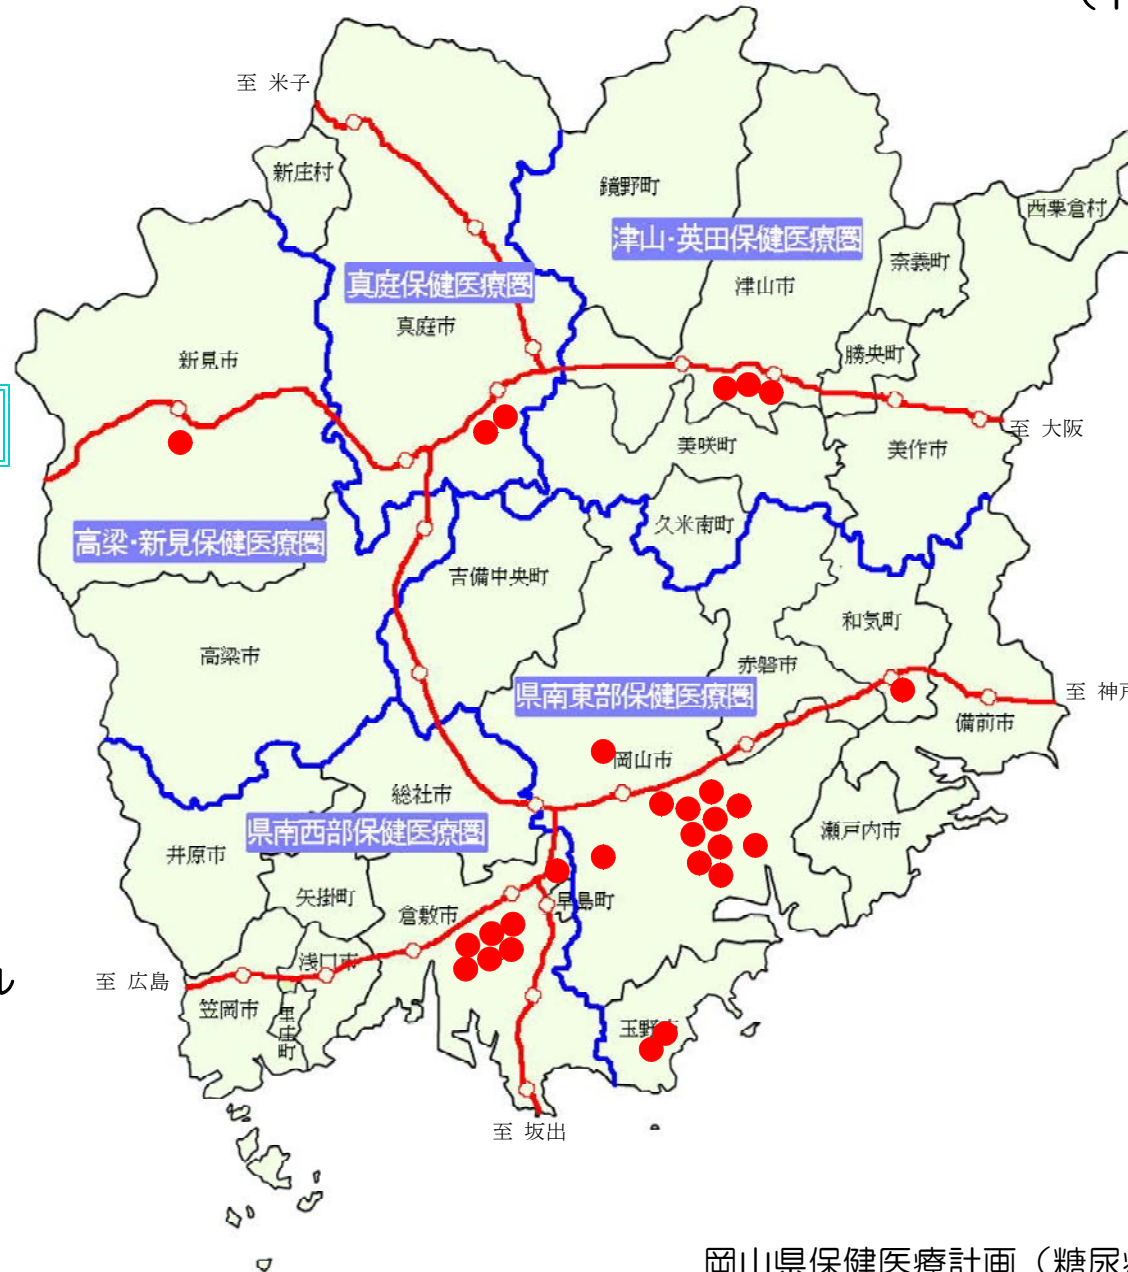 （
至 米子
新庄村
鏡野町
西粟倉村
津山・英田保健医療圏
奈義町
真庭保健医療圏
津山市
真庭市
勝央町
新見市
至 大阪
美咲町
美作市
久米南町
高梁・新見保健医療圏
吉備中央町
和気町
高梁市
赤磐市
県南東部保健医療圏
至 神戸
備前市
岡山市
総社市
県南西部保健医療圏
瀬戸内市
井原市
矢掛町
早島町
倉敷市
浅口市
至 広島
笠岡市
里庄町
玉野市
至 坂出
岡山県保健医療計画（糖尿病